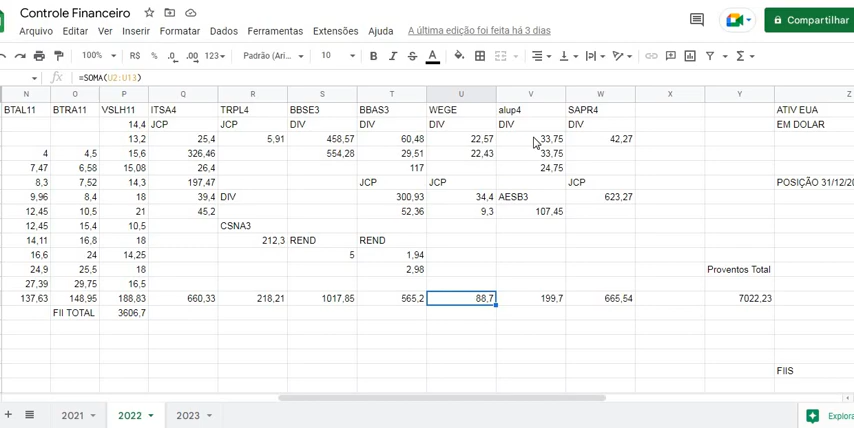 Controle Financeiro
Compartilhar
Arquivo Editar Ver Inserir Formatar Dados Ferramentas Extensões Ajuda A última edição foi feita há 3 dias
100% R$ % .0 .00 123 Padrão (Ari... 10 B I S A
fx =SOMA(U2:U13)
N O P Q R S T U V W X Y Z
BTAL11 BTRA11 VSLH11 ITSA4 TRPL4 BBSE3 BBAS3 WEGE alup4 SAPR4 ATIV EUA
14,4 JCP JCP DIV DIV DIV DIV DIV EM DOLAR
13,2 25,4 5,91 458,57 60,48 22,57 33,75 42,27
4 4,5 15,6 326,46 554,28 29,51 22,43 33,75
7,47 6,58 15,08 26,4 117 24,75
8,3 7,52 14,3 197,47 JCP JCP JCP POSIÇÃO 31/12/20
9,96 8,4 18 39,4 DIV 300,93 34,4 AESB3 623,27
12,45 10,5 21 45,2 52,36 9,3 107,45
12,45 15,4 10,5 CSNA3
14,11 16,8 18 212,3 REND REND
16,6 24 14,25 5 1,94
24,9 25,5 18 2,98 Proventos Total
27,39 29,75 16,5
137,63 148,95 188,83 660,33 218,21 1017,85 565,2 88,7 199,7 665,54 7022,23
FII TOTAL 3606,7
FIIS
+ 2021 2022 2023 Explora